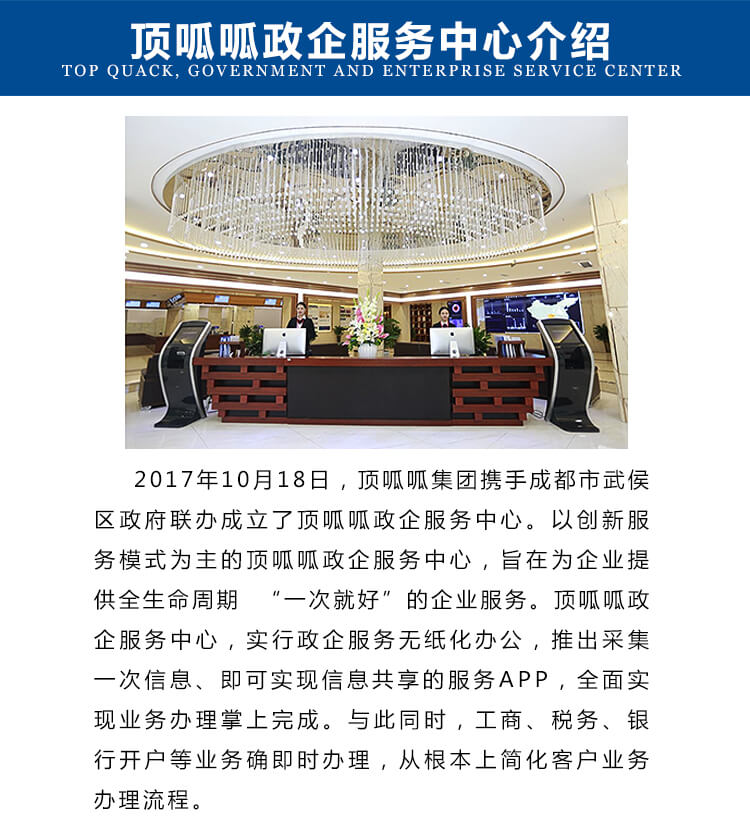 顶呱呱政企服务中心介绍
TOP QUACK, GOVERNMENT AND ENTERPRISE SERVICE CENTER
2017年10月18日，顶呱呱集团携手成都市武侯
区政府联办成立了顶呱呱政企服务中心。以创新服
务模式为主的顶呱呱政企服务中心，旨在为企业提
供全生命周期 “一次就好”的企业服务。顶呱呱政
企服务中心，实行政企服务无纸化办公，推出采集
一次信息、即可实现信息共享的服务APP，全面实
现业务办理掌上完成。与此同时，工商、税务、银
行开户等业务确即时办理，从根本上简化客户业务
办理流程。